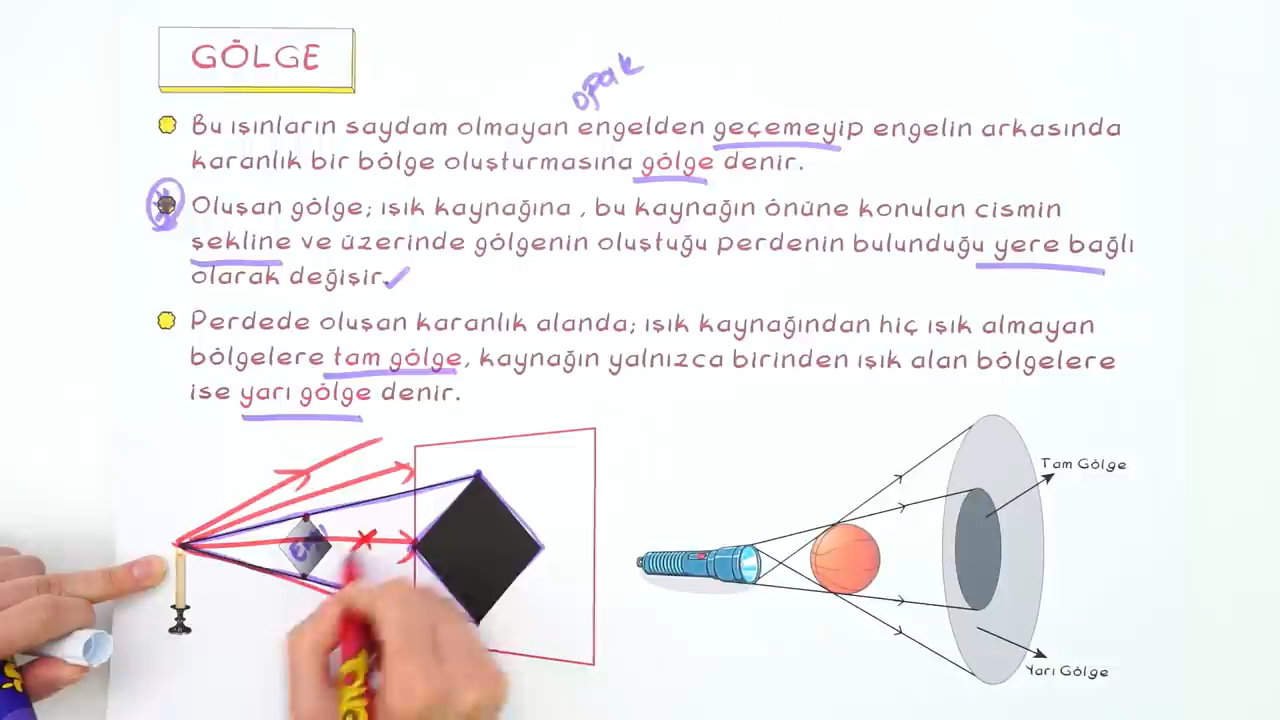 GÖLGE
opak
Bu ışınların saydam olmayan engelden geçemeyip engelin arkasında
karanlık bir bölge oluşturmasına gölge denir.
Oluşan gölge; ışık kaynağına , bu kaynağın önüne konulan cismin
şekline ve üzerinde gölgenin oluştuğu perdenin bulunduğu yere bağlı
olarak değişir.
Perdede oluşan karanlık alanda; ışık kaynağından hiç ışık almayan
bölgelere tam gölge, kaynağın yalnızca birinden ışık alan bölgelere
ise yarı gölge denir.
Tam Gölge
Yarı Gölge